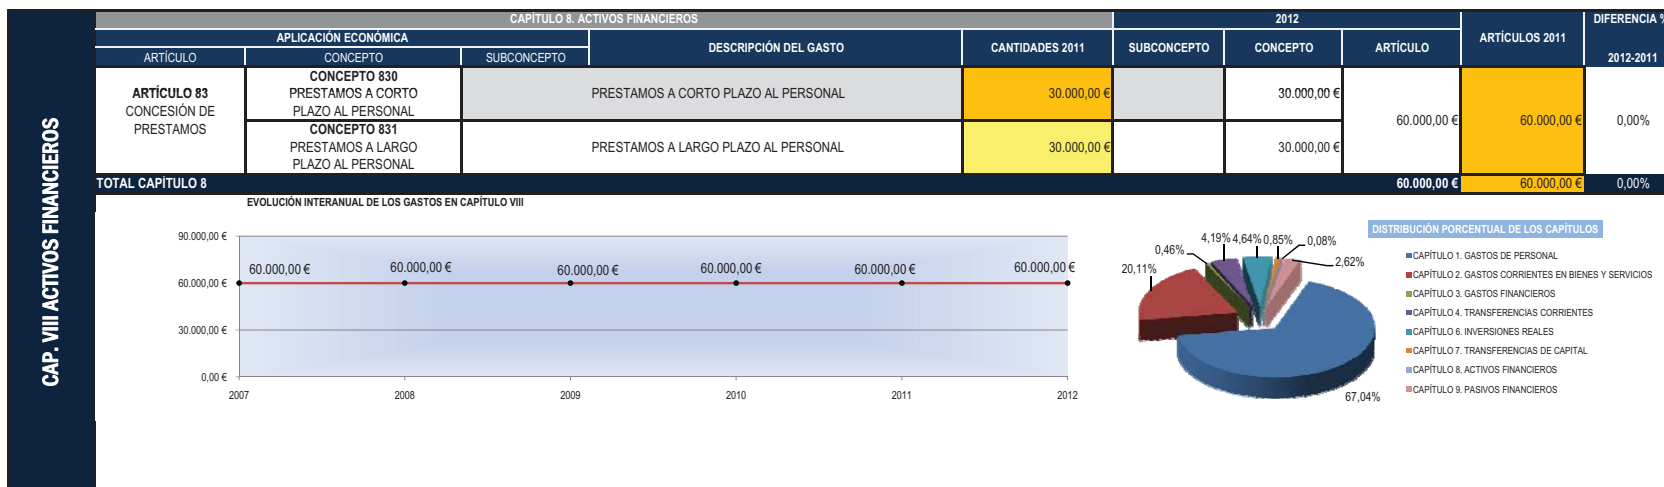 CAP. VIII ACTIVOS FINANCIEROS
CAPÍTULO 8. ACTIVOS FINANCIEROS
2012
ARTÍCULOS 2011
DIFERENCIA %
2012-2011
APLICACIÓN ECONÓMICA
DESCRIPCIÓN DEL GASTO
CANTIDADES 2011
SUBCONCEPTO
CONCEPTO
ARTÍCULO
ARTÍCULO
CONCEPTO
SUBCONCEPTO
ARTÍCULO 83
CONCESIÓN DE
PRESTAMOS
CONCEPTO 830
PRESTAMOS A CORTO
PLAZO AL PERSONAL
PRESTAMOS A CORTO PLAZO AL PERSONAL
30.000,00 €
30.000,00 €
60.000,00 €
60.000,00 €
0,00%
CONCEPTO 831
PRESTAMOS A LARGO
PLAZO AL PERSONAL
PRESTAMOS A LARGO PLAZO AL PERSONAL
30.000,00 €
30.000,00 €
TOTAL CAPÍTULO 8
60.000,00 €
60.000,00 €
0,00%
EVOLUCIÓN INTERANUAL DE LOS GASTOS EN CAPÍTULO VIII
90.000,00 €
60.000,00 €
30.000,00 €
0,00 €
60.000,00 €
60.000,00 €
60.000,00 €
60.000,00 €
60.000,00 €
60.000,00 €
2007
2008
2009
2010
2011
2012
DISTRIBUCIÓN PORCENTUAL DE LOS CAPÍTULOS
20,11%
0,46%
4,19%
4,64%
0,85%
0,08%
2,62%
67,04%
CAPÍTULO 1. GASTOS DE PERSONAL
CAPÍTULO 2. GASTOS CORRIENTES EN BIENES Y SERVICIOS
CAPÍTULO 3. GASTOS FINANCIEROS
CAPÍTULO 4. TRANSFERENCIAS CORRIENTES
CAPÍTULO 6. INVERSIONES REALES
CAPÍTULO 7. TRANSFERENCIAS DE CAPITAL
CAPÍTULO 8. ACTIVOS FINANCIEROS
CAPÍTULO 9. PASIVOS FINANCIEROS